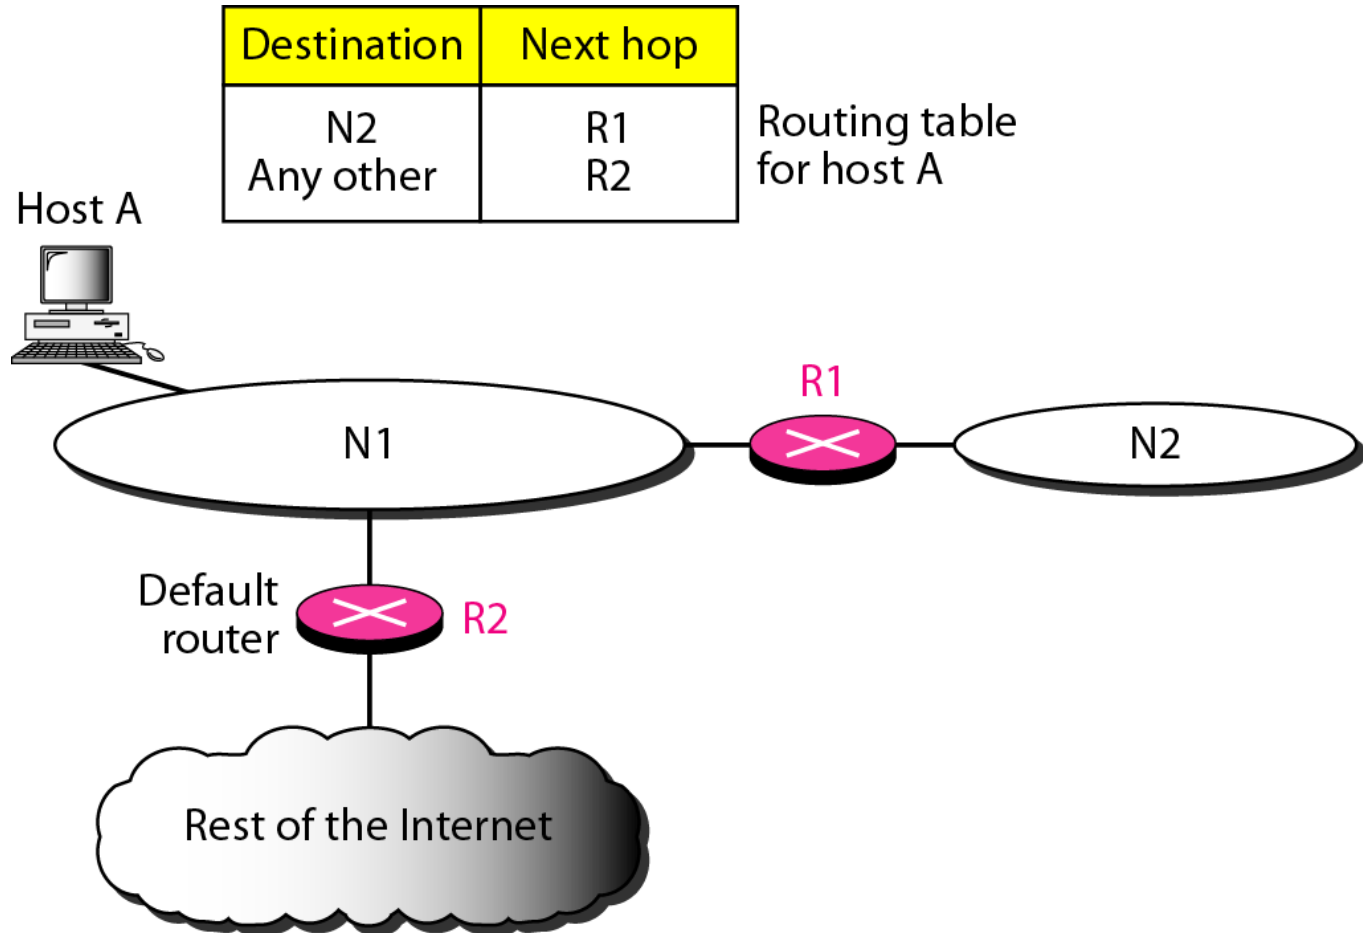 Destination Next hop
N2 R1
Any other R2
Routing table
for host A
Host A
R1
N1
N2
Default
router
R2
Rest of the Internet